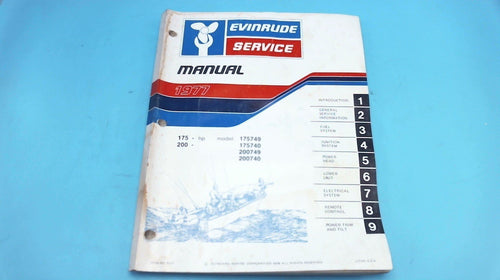 EVINRUDE
SERVICE
MANUAL
1977
175 - hp model 175749
200 - 175740
200749
200740
INTRODUCTION 1
GENERAL
SERVICE
INFORMATION 2
FUEL
SYSTEM 3
IGNITION
SYSTEM 4
POWER
HEAD 5
LOWER
UNIT 6
ELECTRICAL
SYSTEM 7
REMOTE
CONTROL 8
POWER TRIM
AND TILT 9